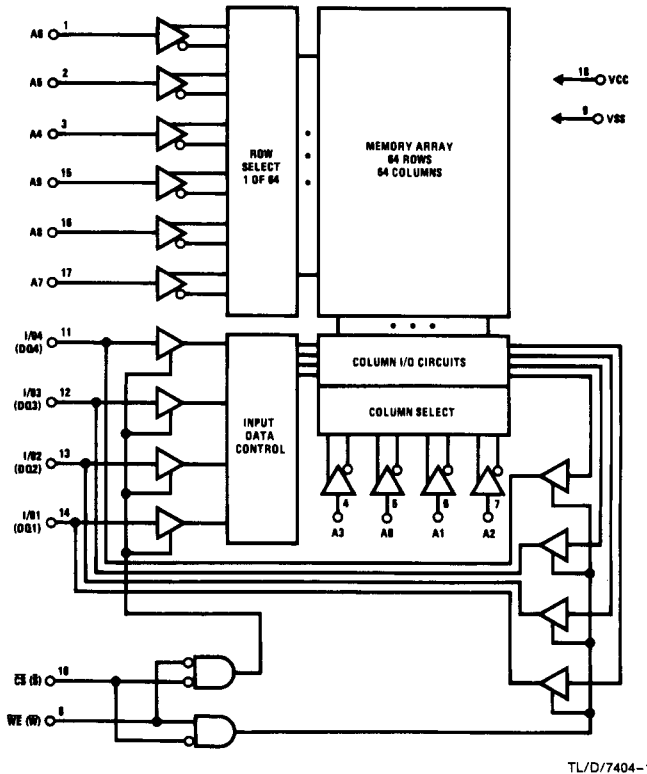 A6 1
A5 2
A4 3
A9 15
A8 16
A7 17
ROW
SELECT
1 OF 64
MEMORY ARRAY
64 ROWS
64 COLUMNS
18 VCC
9 VSS
I/O4 11
(DQ4)
I/O3 12
(DQ3)
I/O2 13
(DQ2)
I/O1 14
(DQ1)
INPUT
DATA
CONTROL
COLUMN I/O CIRCUITS
COLUMN SELECT
4 5 6 7
A3 A0 A1 A2
CS (S) 10
WE (W) 8
TL/D/7404-1